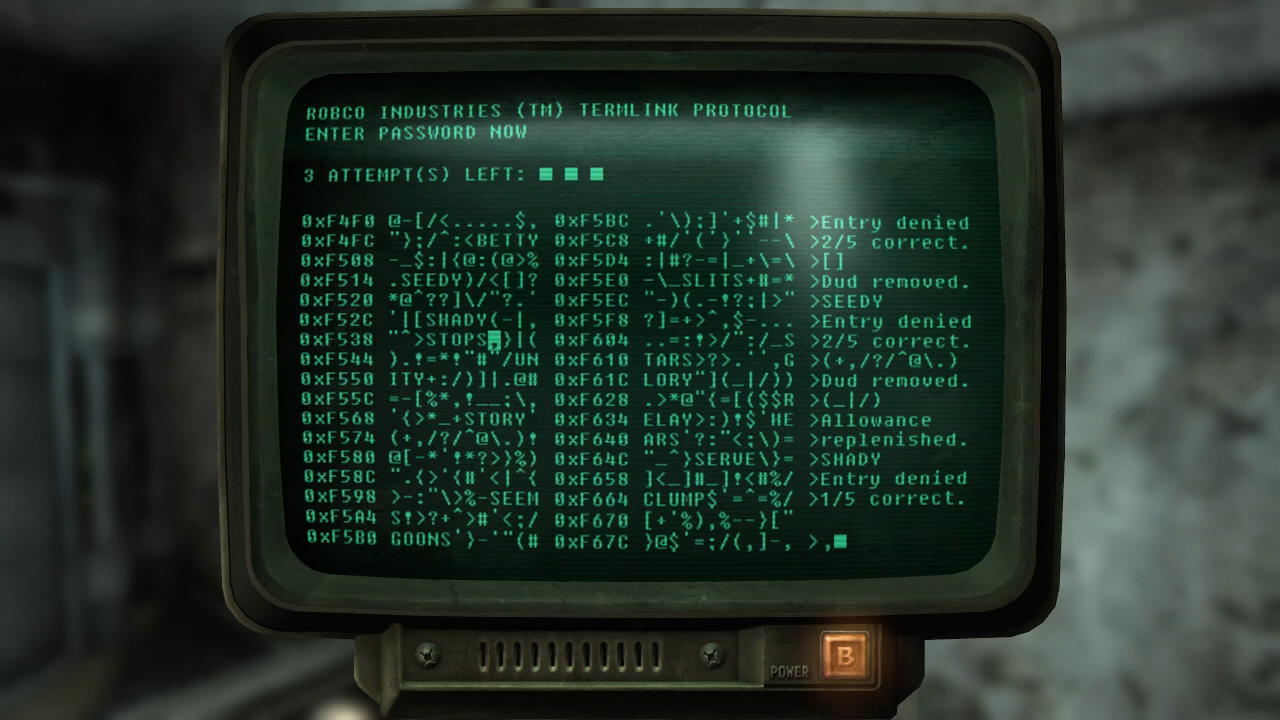 ROBCO INDUSTRIES (TM) TERMLINK PROTOCOL
ENTER PASSWORD NOW
3 ATTEMPT(S) LEFT: ■ ■ ■
0xF4F0 @-[/<.....$, 0xF5BC .'\);]'+$#|* >Entry denied
0xF4FC "};/^:<BETTY 0xF5C8 +#/'('}''--\ >2/5 correct.
0xF508 -_$:|{@:(@>% 0xF5D4 :|#?-=|_+\=\ >[]
0xF514 .SEEDY)/<[]? 0xF5E0 -\_SLITS+#=* >Dud removed.
0xF520 *@^??]\/"?.' 0xF5EC "-)(.-!?;|>" >SEEDY
0xF52C '|[SHADY(-|, 0xF5F8 ?]=+>^,$-... >Entry denied
0xF538 "^>STOPS,}|( 0xF604 ..=:!>/":/_S >2/5 correct.
0xF544 ).!=*!"#"/UN 0xF610 TARS>?>.'',G >(+,/?/^@\.)
0xF550 ITY+:/)]|.@# 0xF61C LORY"](_|/)) >Dud removed.
0xF55C =-[%*,!__;\, 0xF628 .>*@"{=[($$R >(_|/)
0xF568 '{>*_+STORY 0xF634 ELAY>:)!$'HE >Allowance
0xF574 (+,/?/^@\.)! 0xF640 ARS'?:"<;\)= >replenished.
0xF580 @[-*'!*?>}%) 0xF64C "_^}SERVE\}= >SHADY
0xF58C ".{>'{#'<|^{ 0xF658 ]<_]#_]!<#%/ >Entry denied
0xF598 >-:"\>%-SEEM 0xF664 CLUMP$'=^=%/ >1/5 correct.
0xF5A4 S!>?+^>#'<;/ 0xF670 [+'%),%--}["
0xF5B0 GOONS'}-'"(# 0xF67C }@$'=;/(,]-, >,■
POWER B